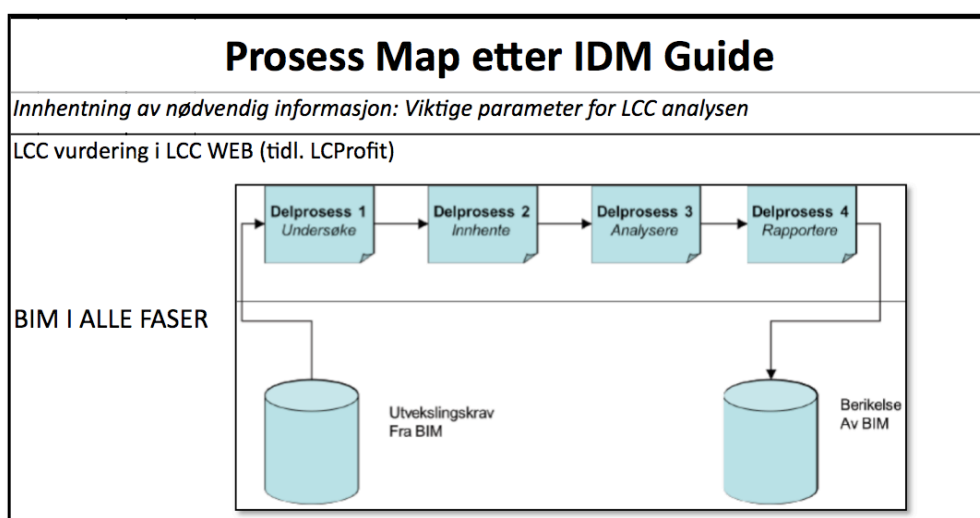 Prosess Map etter IDM Guide
Innhentning av nødvendig informasjon: Viktige parameter for LCC analysen
LCC vurdering i LCC WEB (tidl. LCProfit)
Delprosess 1
Undersøke
Delprosess 2
Innhente
Delprosess 3
Analysere
Delprosess 4
Rapportere
BIM I ALLE FASER
Utvekslingskrav
Fra BIM
Berikelse
Av BIM